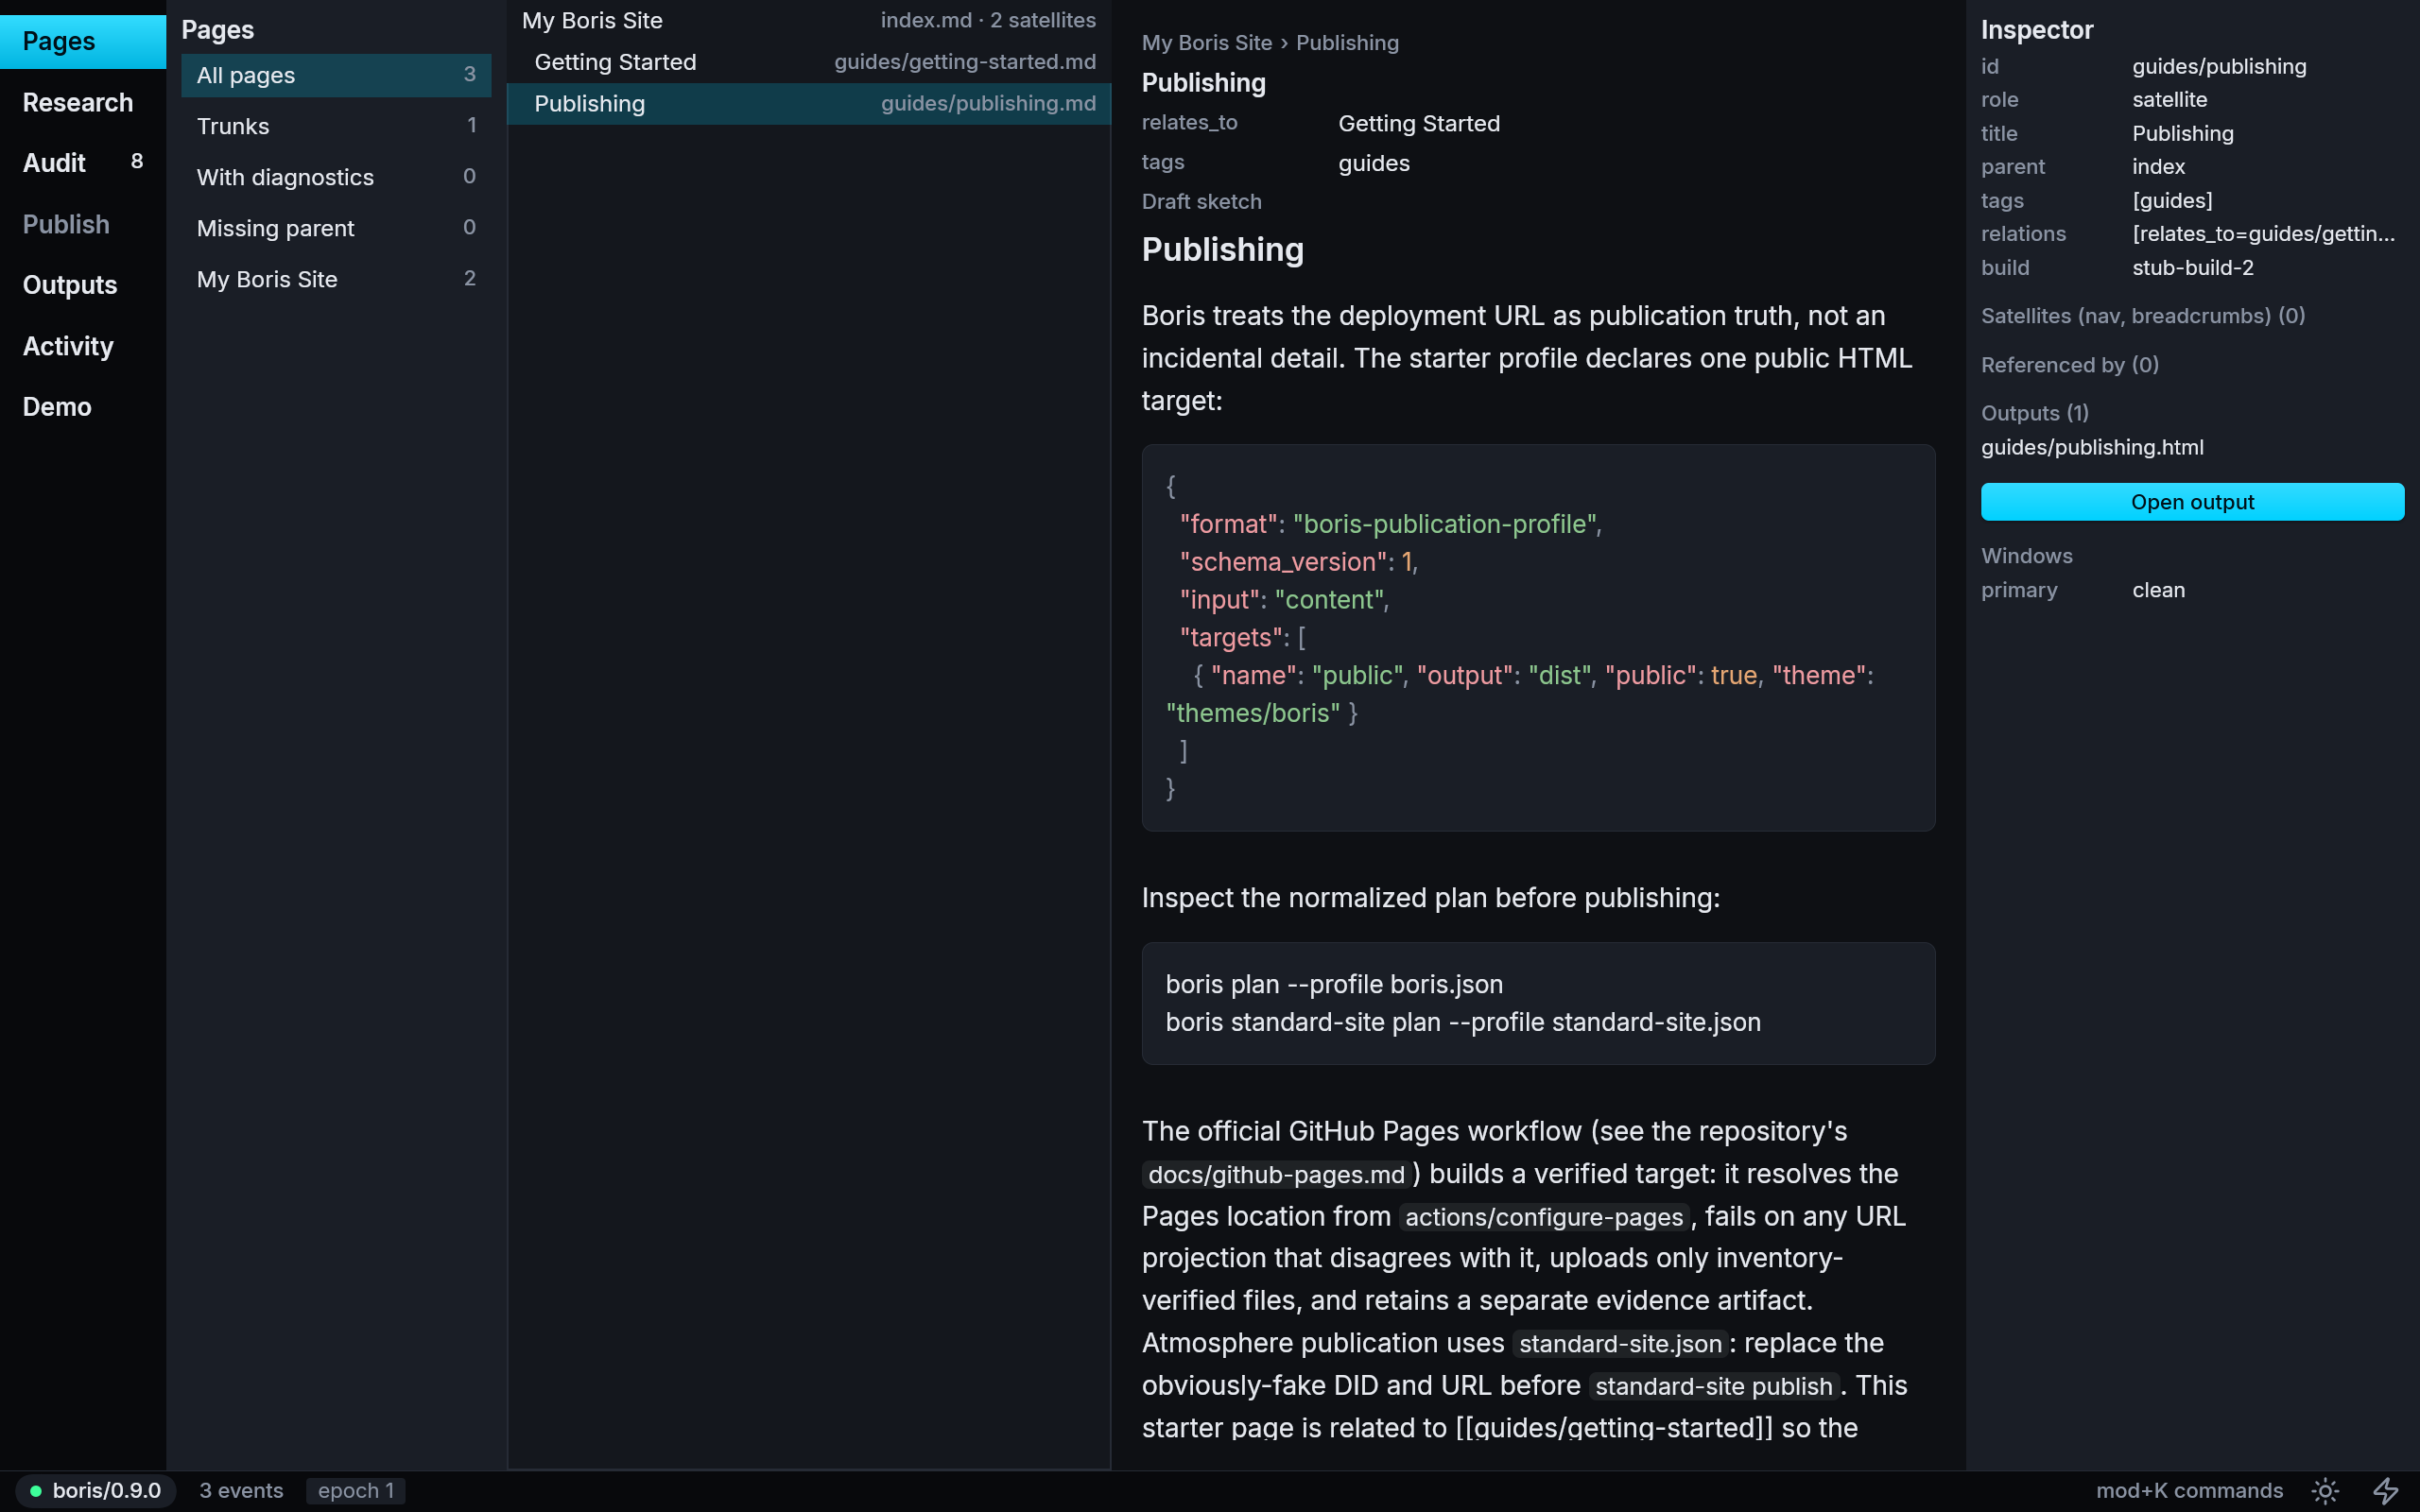 Pages
Research
Audit 8
Publish
Outputs
Activity
Demo
Pages
All pages 3
Trunks 1
With diagnostics 0
Missing parent 0
My Boris Site 2
My Boris Site index.md · 2 satellites
Getting Started guides/getting-started.md
Publishing guides/publishing.md
My Boris Site › Publishing
Publishing
relates_to Getting Started
tags guides
Draft sketch
Publishing
Boris treats the deployment URL as publication truth, not an
incidental detail. The starter profile declares one public HTML
target:
{
"format": "boris-publication-profile",
"schema_version": 1,
"input": "content",
"targets": [
{ "name": "public", "output": "dist", "public": true, "theme":
"themes/boris" }
]
}
Inspect the normalized plan before publishing:
boris plan --profile boris.json
boris standard-site plan --profile standard-site.json
The official GitHub Pages workflow (see the repository's
docs/github-pages.md) builds a verified target: it resolves the
Pages location from actions/configure-pages, fails on any URL
projection that disagrees with it, uploads only inventory-
verified files, and retains a separate evidence artifact.
Atmosphere publication uses standard-site.json: replace the
obviously-fake DID and URL before standard-site publish. This
starter page is related to [[guides/getting-started]] so the
Inspector
id guides/publishing
role satellite
title Publishing
parent index
tags [guides]
relations [relates_to=guides/gettin...
build stub-build-2
Satellites (nav, breadcrumbs) (0)
Referenced by (0)
Outputs (1)
guides/publishing.html
Open output
Windows
primary clean
boris/0.9.0 3 events epoch 1
mod+K commands